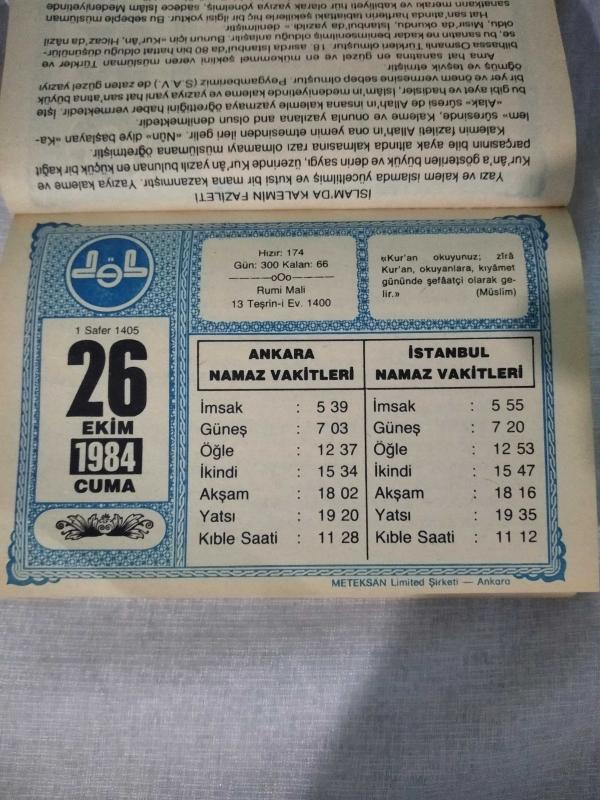 İSLAM'DA KALEMİN FAZİLETİ
Yazı ve kalem islamda yüceltilmiş ve kutsi bir mana kazanmıştır. Yazıya ve kaleme ve
Kur'ân'a gösterilen büyük ve derin saygı, üzerinde Kur'ân yazılı bulunan en küçük bir kağıt
parçasının bile ayak altında kalmasına razı olmamayı müslümana öğretmiştir.
Kalemin fazileti Allah'ın ona yemin etmesinden ileri gelir. «Nûn» diye başlayan «Ka-
lem» sûresinde, Kaleme ve onunla yazılana and olsun denilmektedir.
«Alak» sûresi de Allah'ın insana kalemle yazmayı öğrettiğini haber vermektedir. İşte
bu gibi ayet ve hadisler, İslâm'ın medeniyetinde kaleme ve yazıya yani hat san'atına büyük
bir yer ve önem vermesine sebep olmuştur. Peygamberimiz (S.A.V.) de zaten güzel yazıyı
öğmüş ve teşvik etmiştir.
Ama hat sanatına en güzel ve en mükemmel şeklini veren müslüman Türkler ve
bilhassa Osmanlı Türkleri olmuştur. 18. asırda İstanbul'da 80 bin hattat olduğu düşünülür-
se, bu sanatın ne kadar benimsenilmiş olduğu anlaşılır. Bunun için «Kur'ân, Hicaz'da nâzil
oldu, Mısır'da okundu, İstanbul'da yazıldı.» denilmiştir.
Hat san'atında harflerin tabiattaki şekillerle hiç bir ilgisi yoktur. Bu sebeple müslüman
sanatkarın merakı ve kabiliyeti hür olarak yazıya yönelmiş, sadece İslâm Medeniyetinde
1 Safer 1405
26
EKİM
1984
CUMA
Hızır: 174
Gün: 300 Kalan: 66
———oOo———
Rumi Mali
13 Teşrin-i Ev. 1400
«Kur'an okuyunuz; zîrâ
Kur'an, okuyanlara, kıyâmet
gününde şefâatçi olarak ge-
lir.» (Müslim)
ANKARA
NAMAZ VAKİTLERİ
İmsak : 5 39
Güneş : 7 03
Öğle : 12 37
İkindi : 15 34
Akşam : 18 02
Yatsı : 19 20
Kıble Saati : 11 28
İSTANBUL
NAMAZ VAKİTLERİ
İmsak : 5 55
Güneş : 7 20
Öğle : 12 53
İkindi : 15 47
Akşam : 18 16
Yatsı : 19 35
Kıble Saati : 11 12
METEKSAN Limited Şirketi — Ankara